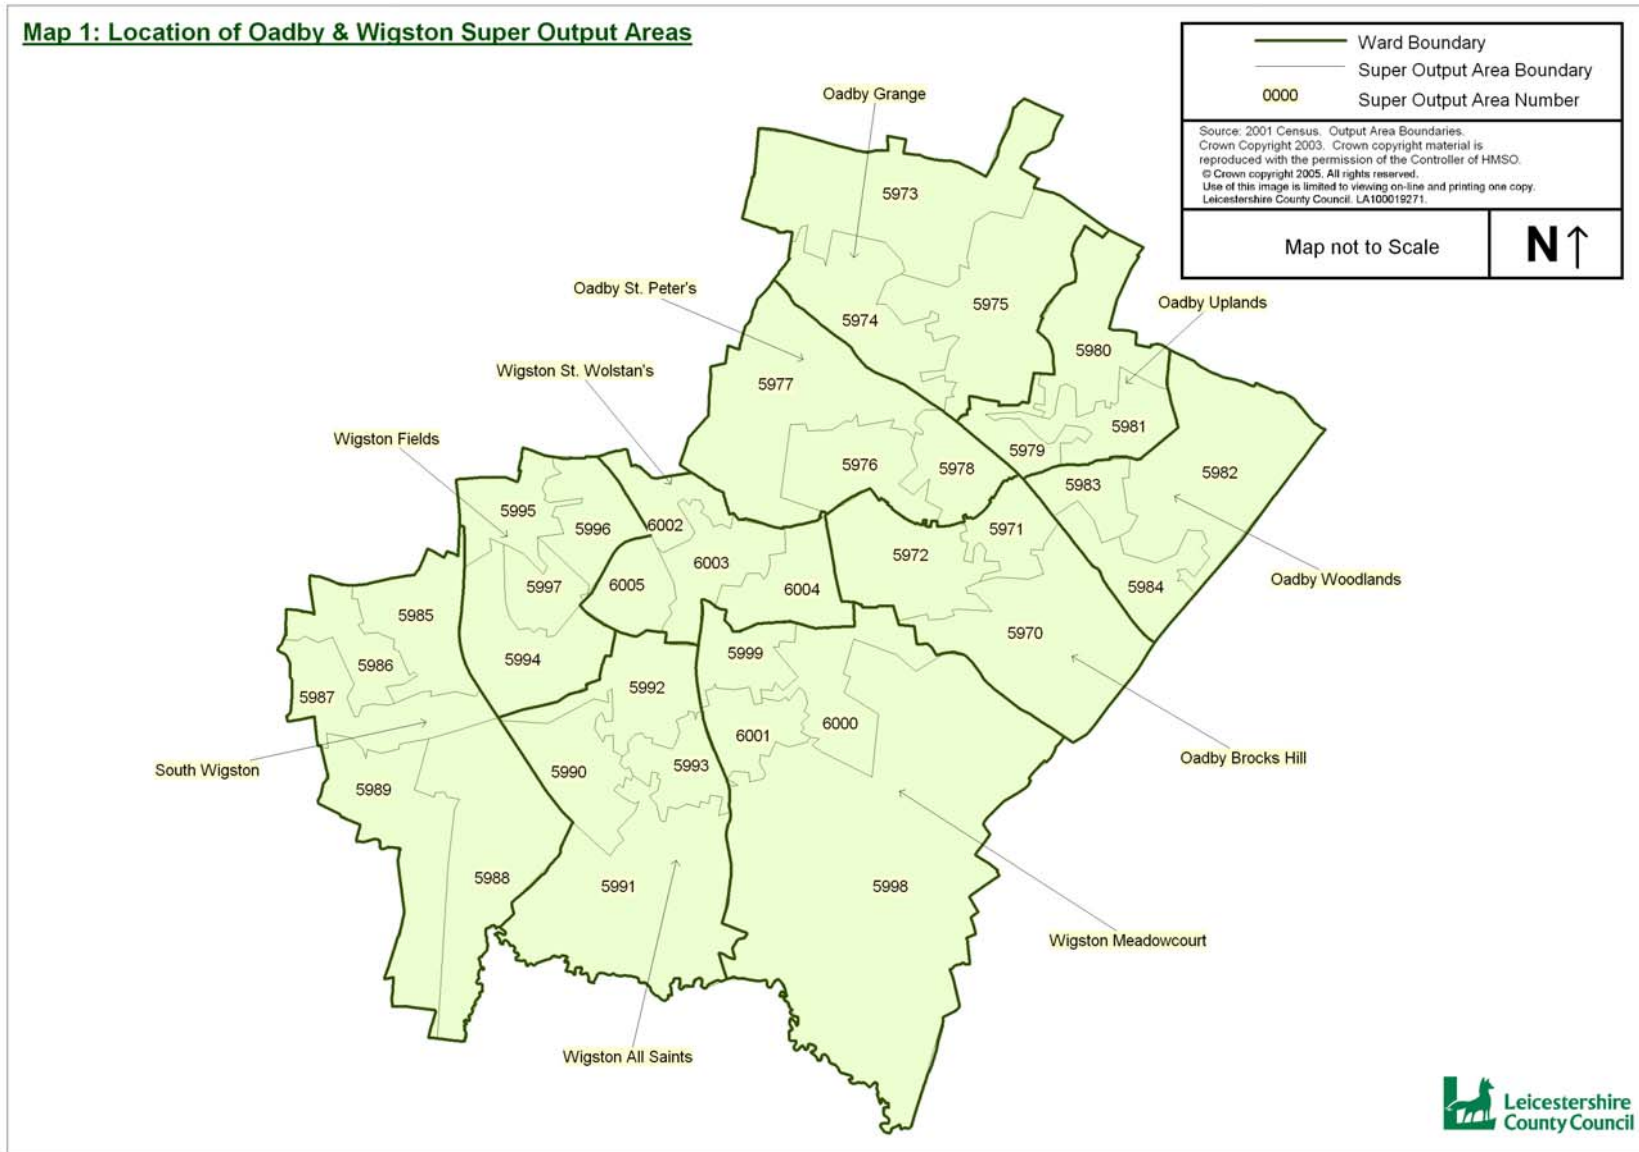 Map 1: Location of Oadby & Wigston Super Output Areas
Ward Boundary
Super Output Area Boundary
0000 Super Output Area Number
Source: 2001 Census. Output Area Boundaries.
Crown Copyright 2003. Crown copyright material is
reproduced with the permission of the Controller of HMSO.
© Crown copyright 2005. All rights reserved.
Use of this image is limited to viewing on-line and printing one copy.
Leicestershire County Council. LA100019271.
Map not to Scale
N↑
Oadby Grange
5973
Oadby St. Peter's
5975
Oadby Uplands
5974
5980
Wigston St. Wolstan's
5977
5981
Wigston Fields
5979
5976
5978
5982
5983
5995
5996
6002
5971
5972
6003
Oadby Woodlands
5997
6005
6004
5984
5985
5970
5986
5994
5999
5987
5992
6000
6001
Oadby Brocks Hill
South Wigston
5990
5993
5989
5988
5991
5998
Wigston Meadowcourt
Wigston All Saints
Leicestershire
County Council